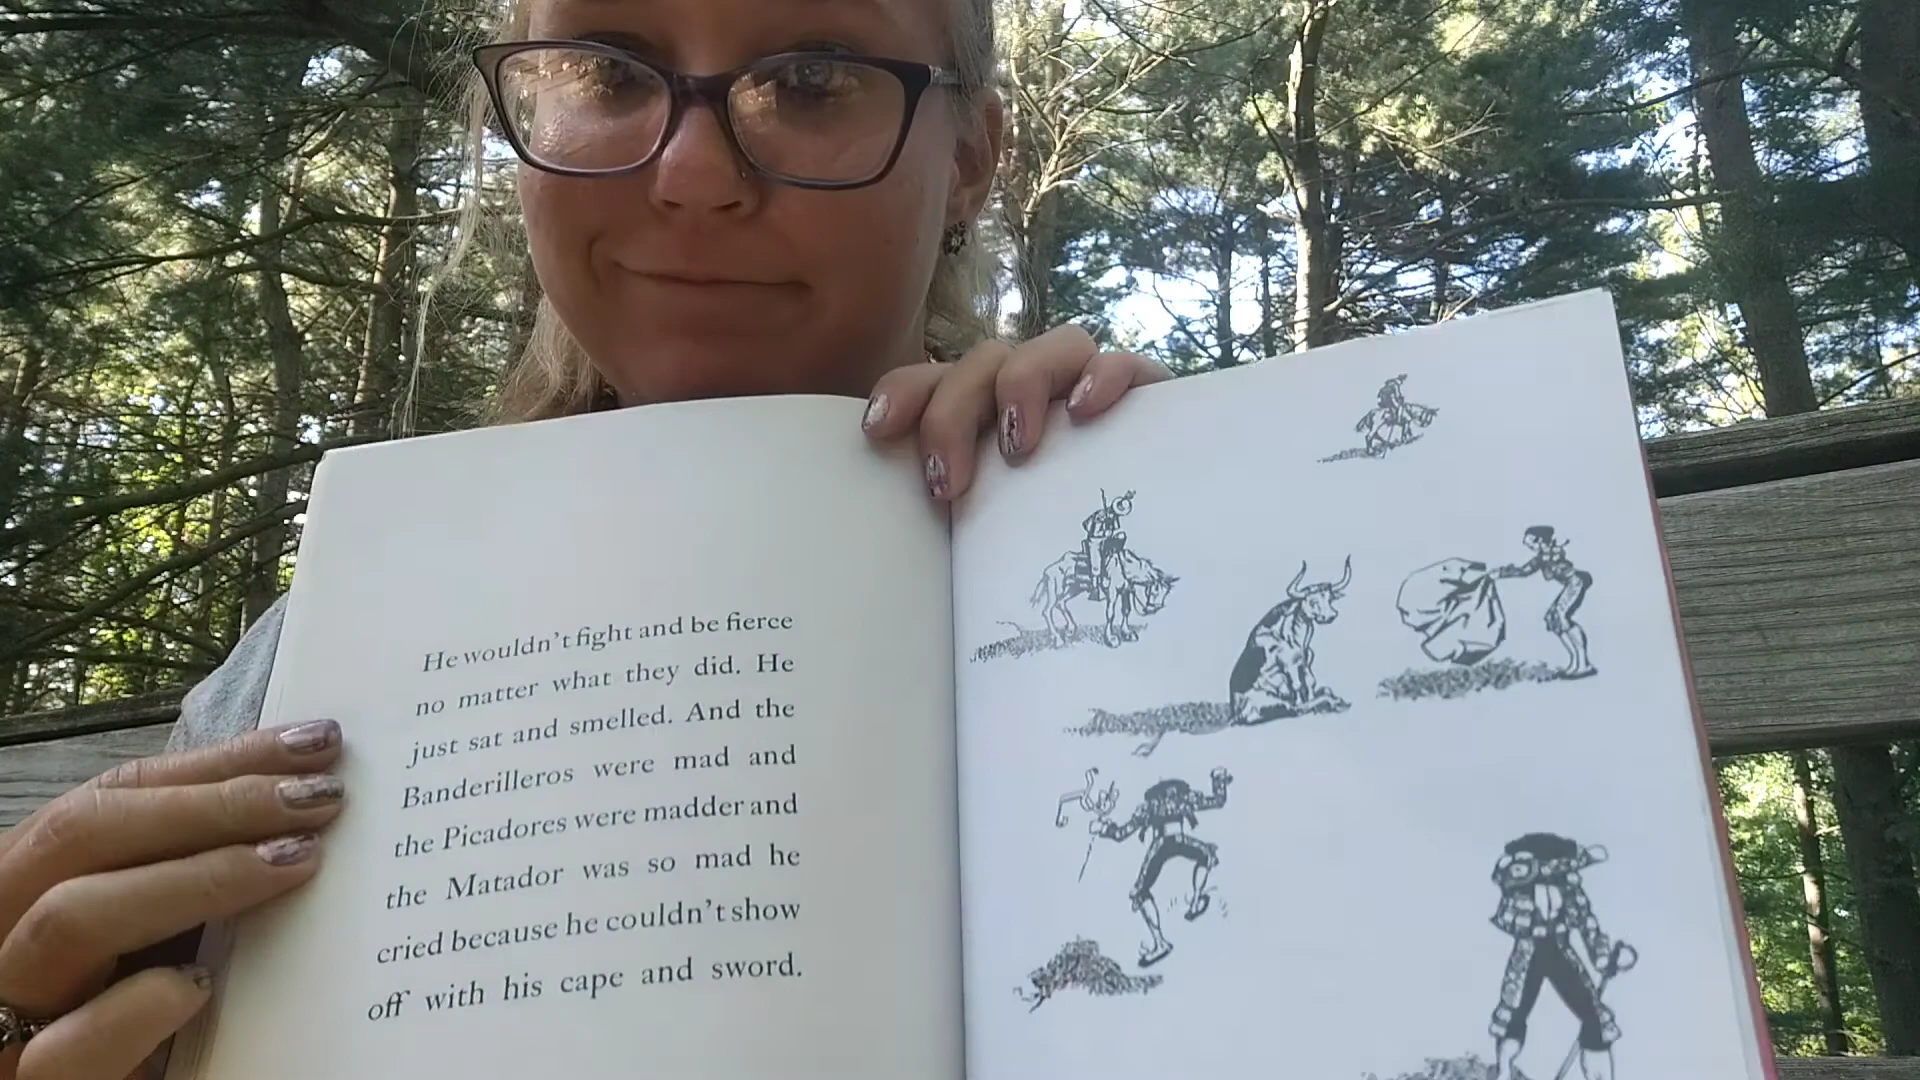 He wouldn't fight and be fierce
no matter what they did. He
just sat and smelled. And the
Banderilleros were mad and
the Picadores were madder and
the Matador was so mad he
cried because he couldn't show
off with his cape and sword.